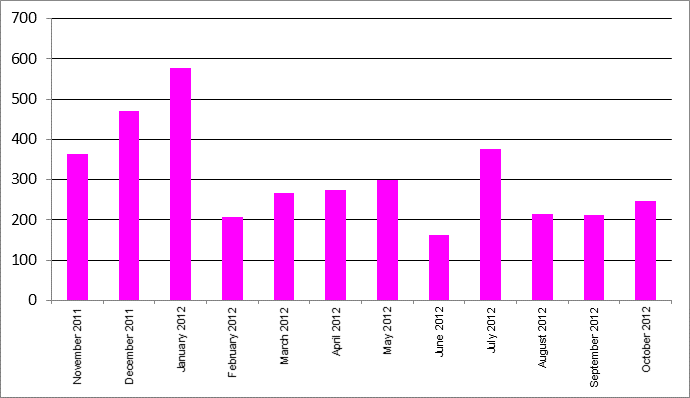 700
600
500
400
300
200
100
0
November 2011
December 2011
January 2012
February 2012
March 2012
April 2012
May 2012
June 2012
July 2012
August 2012
September 2012
October 2012